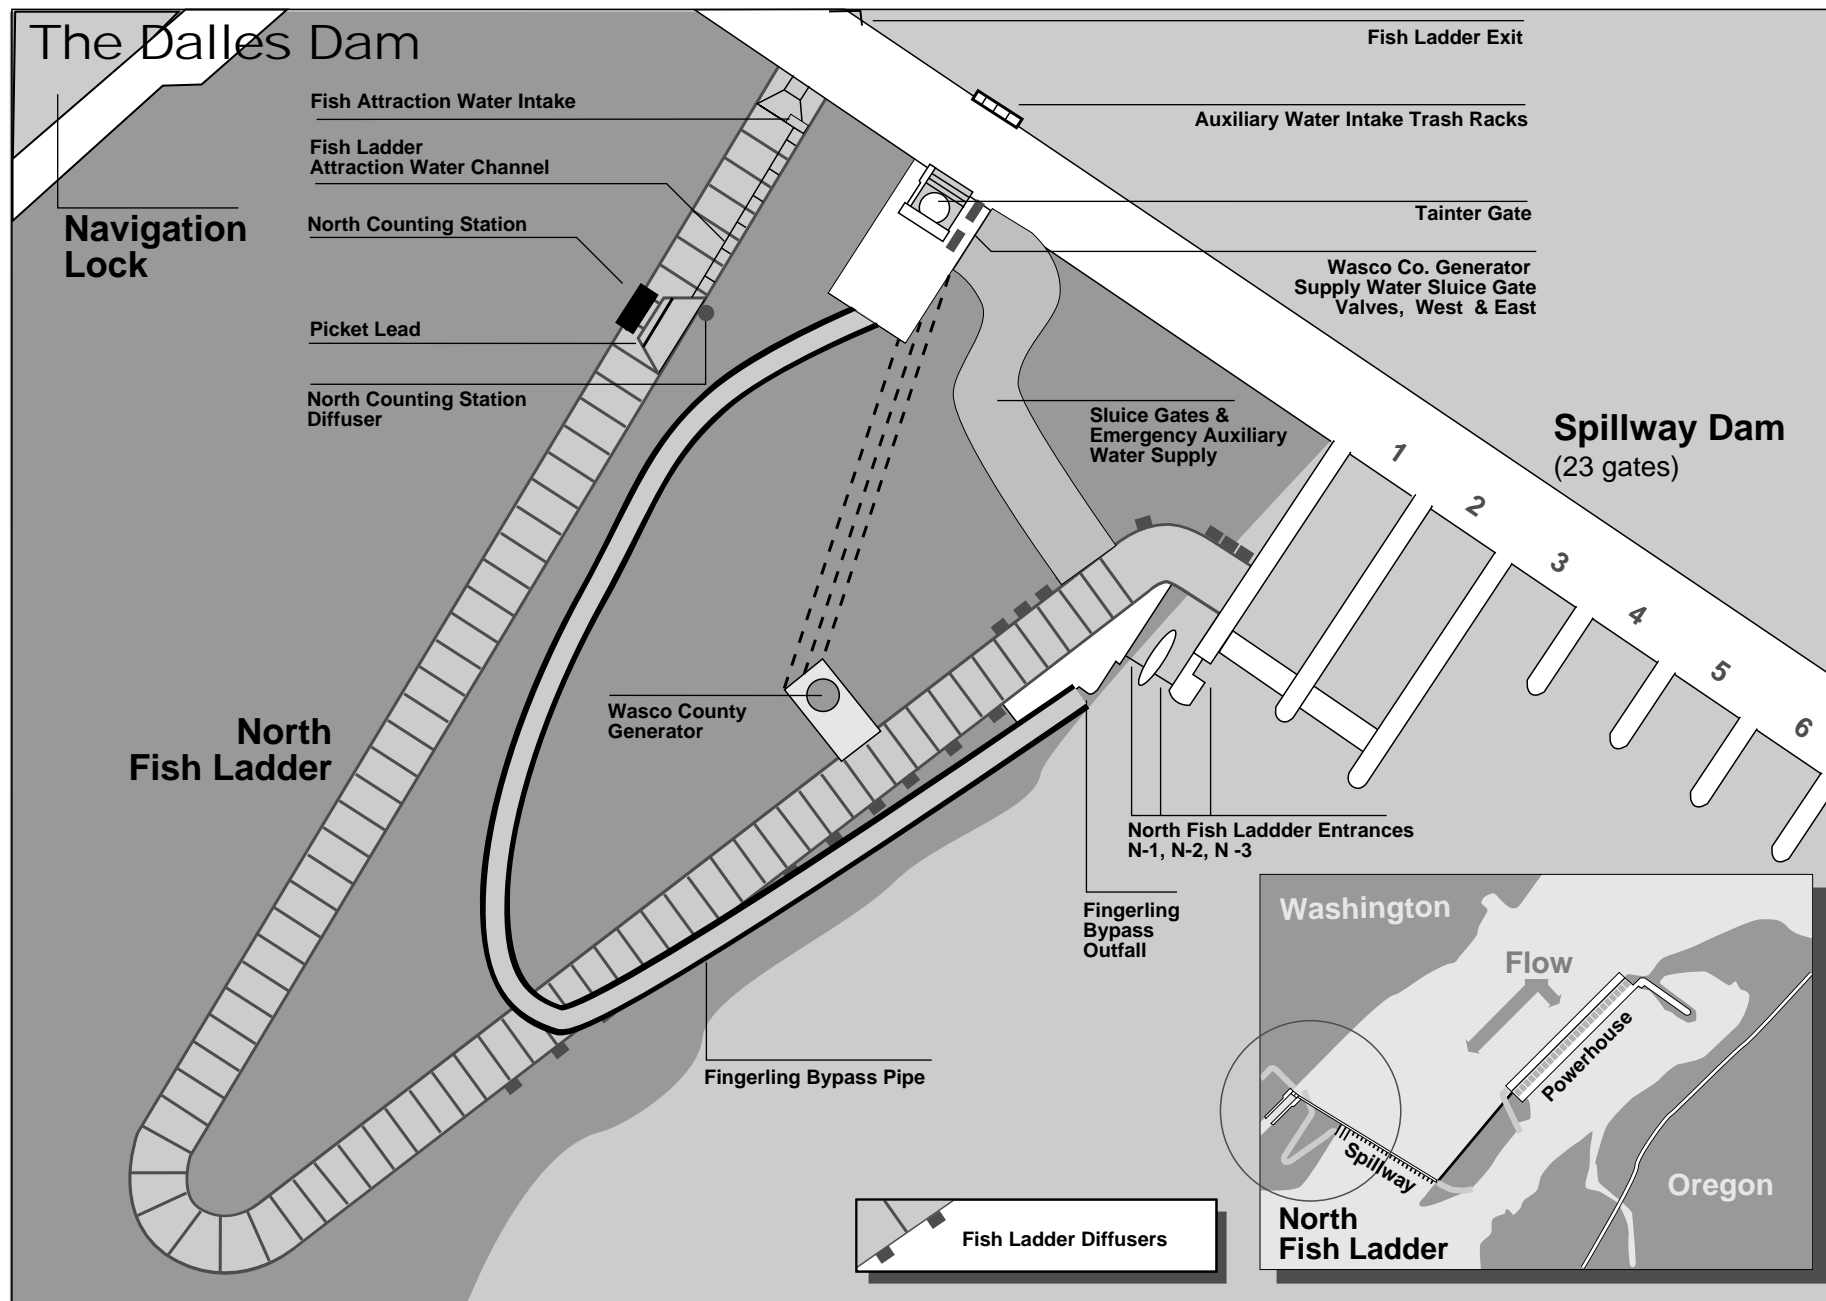 The Dalles Dam
Fish Ladder Exit
Fish Attraction Water Intake
Auxiliary Water Intake Trash Racks
Fish Ladder
Attraction Water Channel
Navigation
Lock
North Counting Station
Tainter Gate
Wasco Co. Generator
Supply Water Sluice Gate
Valves, West & East
Picket Lead
North Counting Station
Diffuser
Sluice Gates &
Emergency Auxiliary
Water Supply
Spillway Dam
(23 gates)
1
2
3
4
5
6
Wasco County
Generator
North
Fish Ladder
North Fish Laddder Entrances
N-1, N-2, N -3
Fingerling
Bypass
Outfall
Fingerling Bypass Pipe
Washington
Flow
Powerhouse
Spillway
Oregon
North
Fish Ladder
Fish Ladder Diffusers